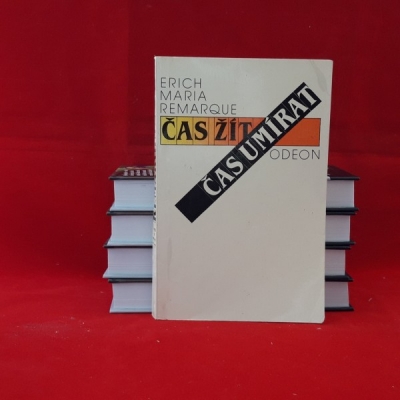 ERICH
MARIA
REMARQUE
ČAS ŽÍT
ČAS UMÍRAT
ODEON